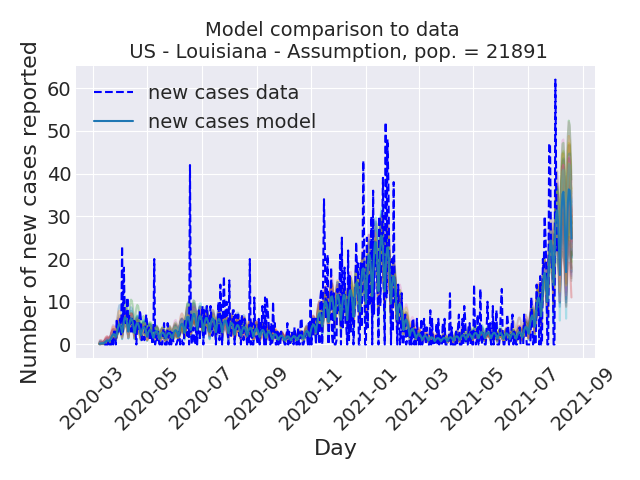 Model comparison to data
US - Louisiana - Assumption, pop. = 21891
Number of new cases reported
60
50
40
30
20
10
0
new cases data
new cases model
2020-03
2020-05
2020-07
2020-09
2020-11
2021-01
2021-03
2021-05
2021-07
2021-09
Day